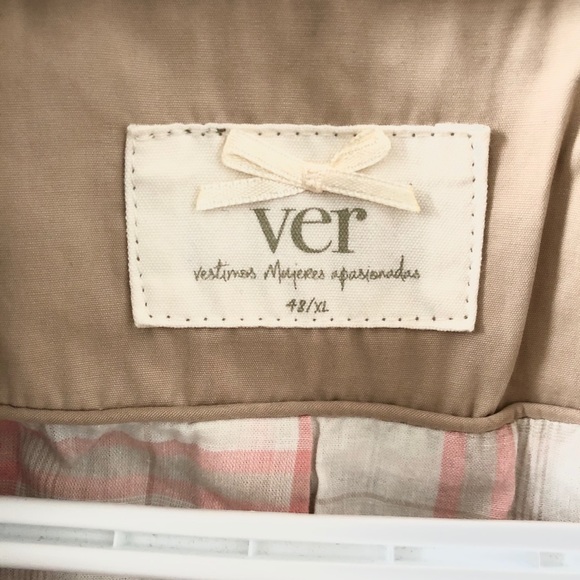 ver
vestimos Mujeres apasionadas
48/XL